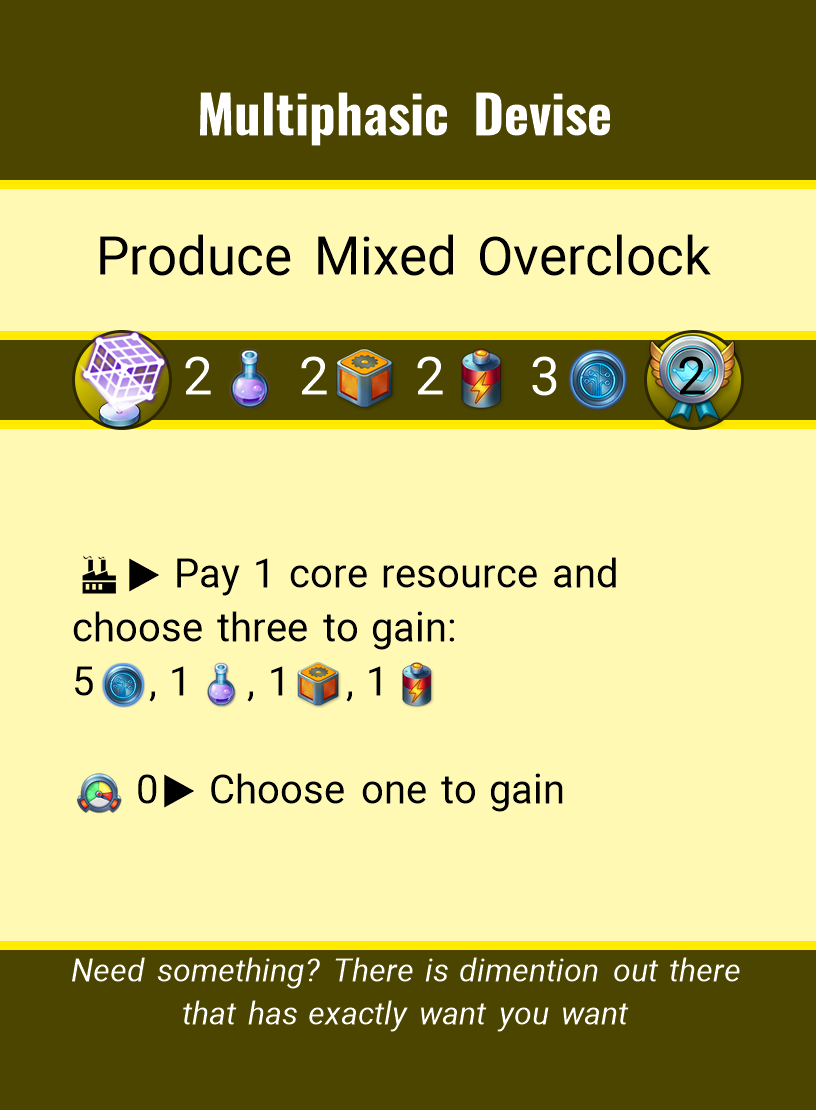 Multiphasic Devise
Produce Mixed Overclock
2 2 2 3 2
▶ Pay 1 core resource and
choose three to gain:
5 , 1 , 1 , 1
0▶ Choose one to gain
Need something? There is dimention out there
that has exactly want you want